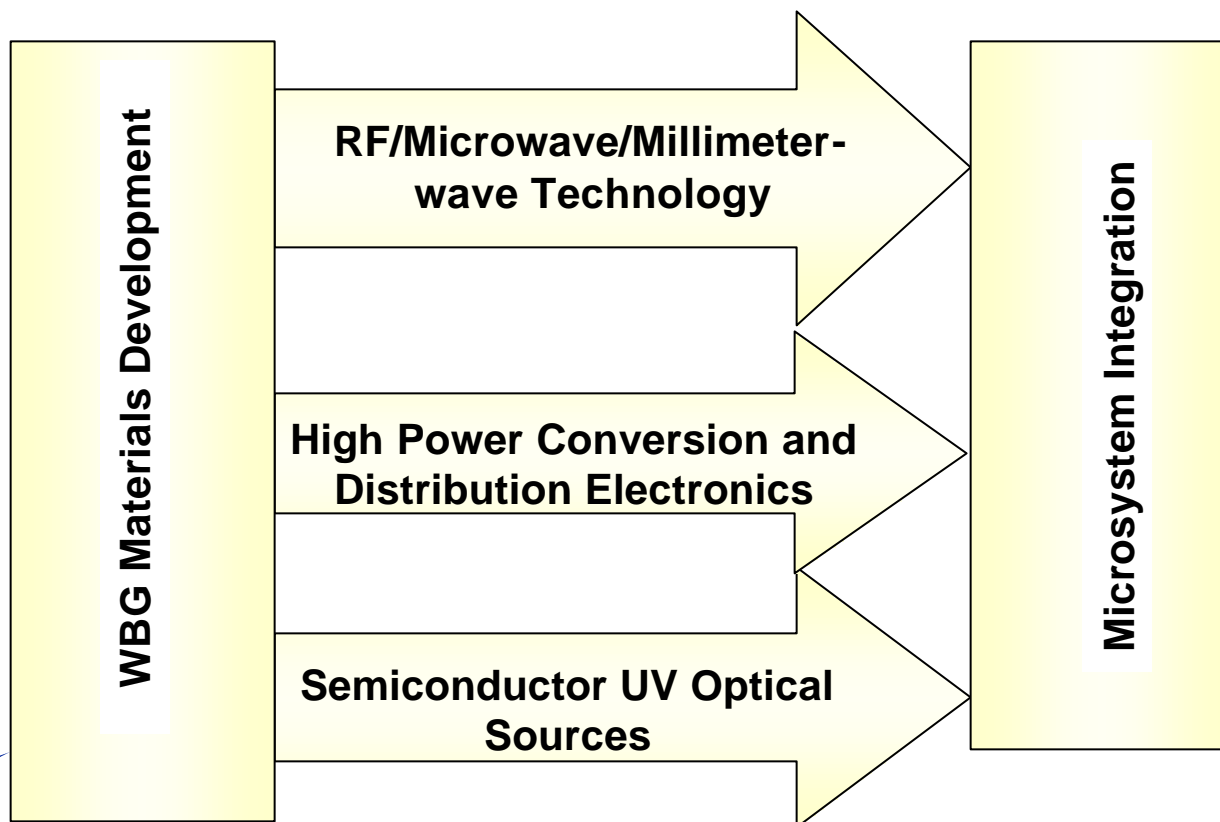 WBG Materials Development
RF/Microwave/Millimeter-
wave Technology
High Power Conversion and
Distribution Electronics
Semiconductor UV Optical
Sources
Microsystem Integration